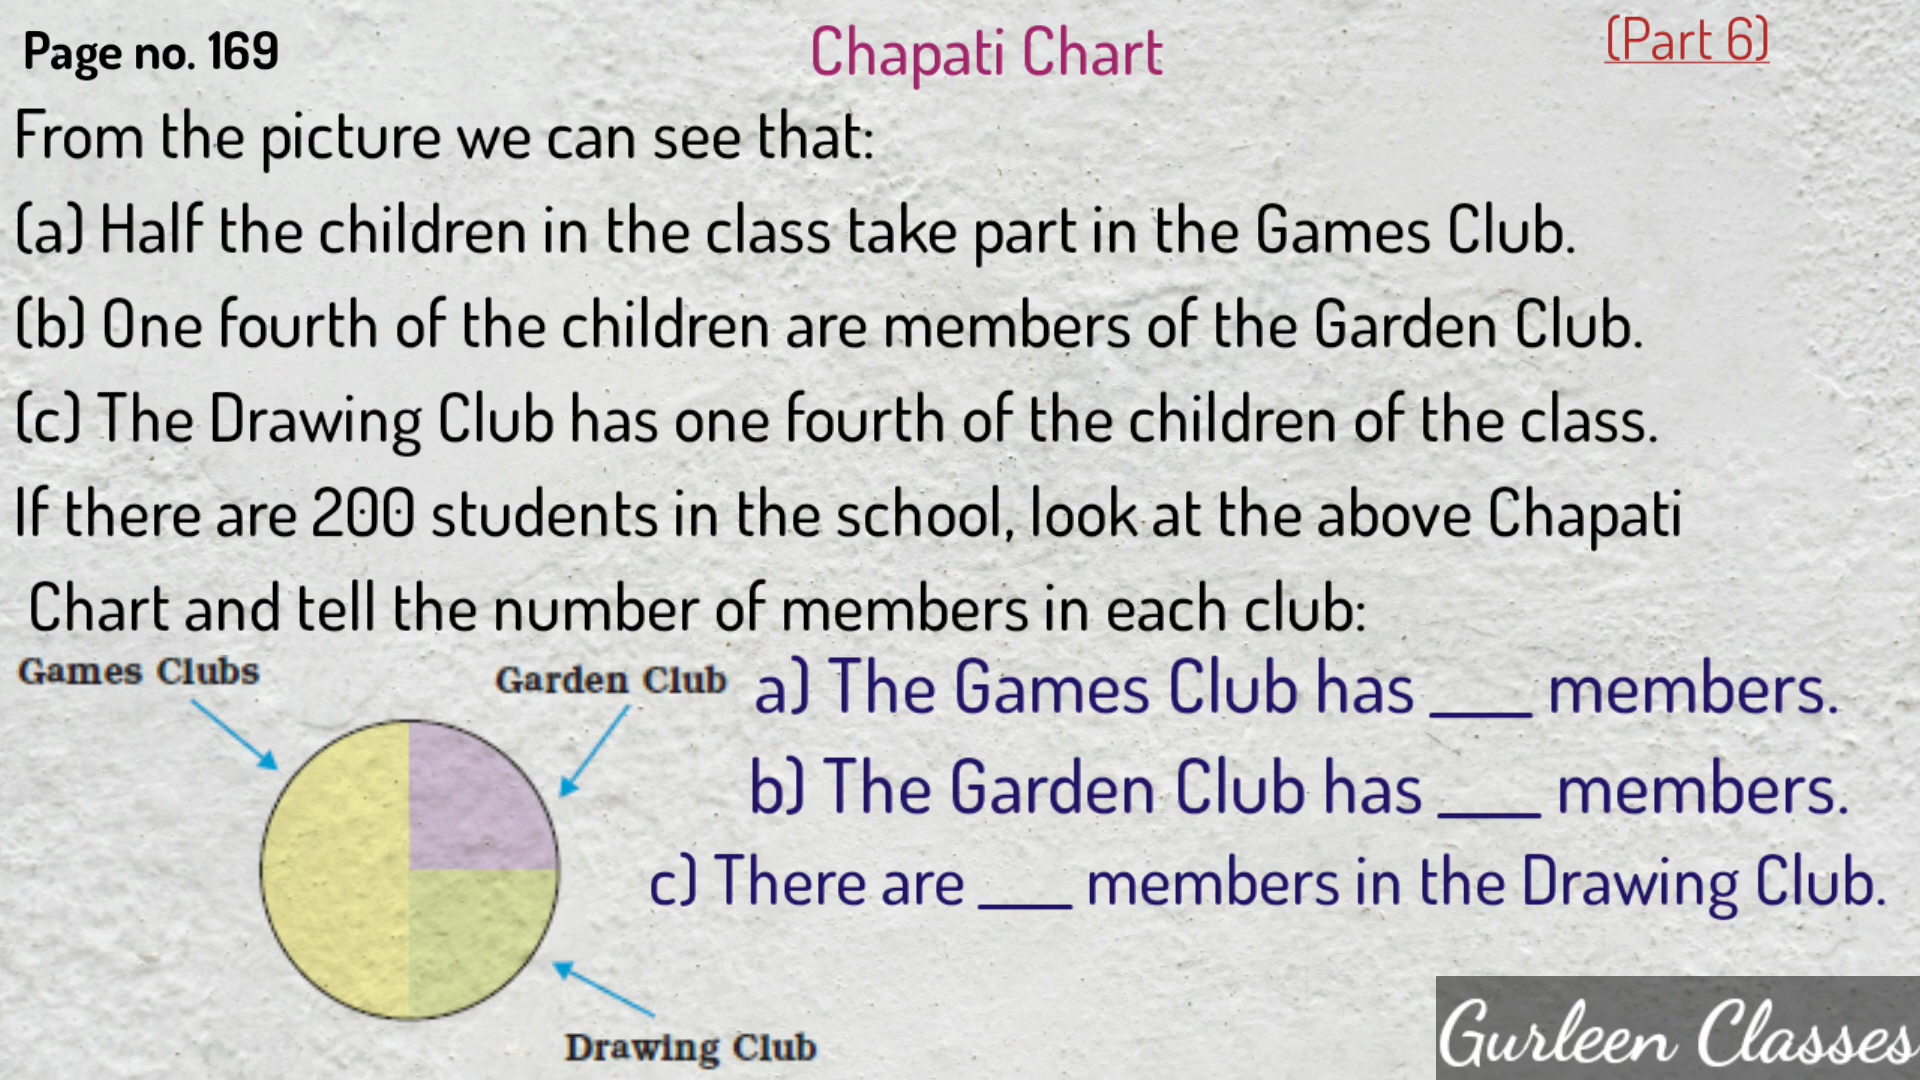 Page no. 169
Chapati Chart
(Part 6)
From the picture we can see that:
(a) Half the children in the class take part in the Games Club.
(b) One fourth of the children are members of the Garden Club.
(c) The Drawing Club has one fourth of the children of the class.
If there are 200 students in the school, look at the above Chapati
Chart and tell the number of members in each club:
Games Clubs
Garden Club
a) The Games Club has ___ members.
b) The Garden Club has ___ members.
c) There are ___ members in the Drawing Club.
Drawing Club
Gurleen Classes